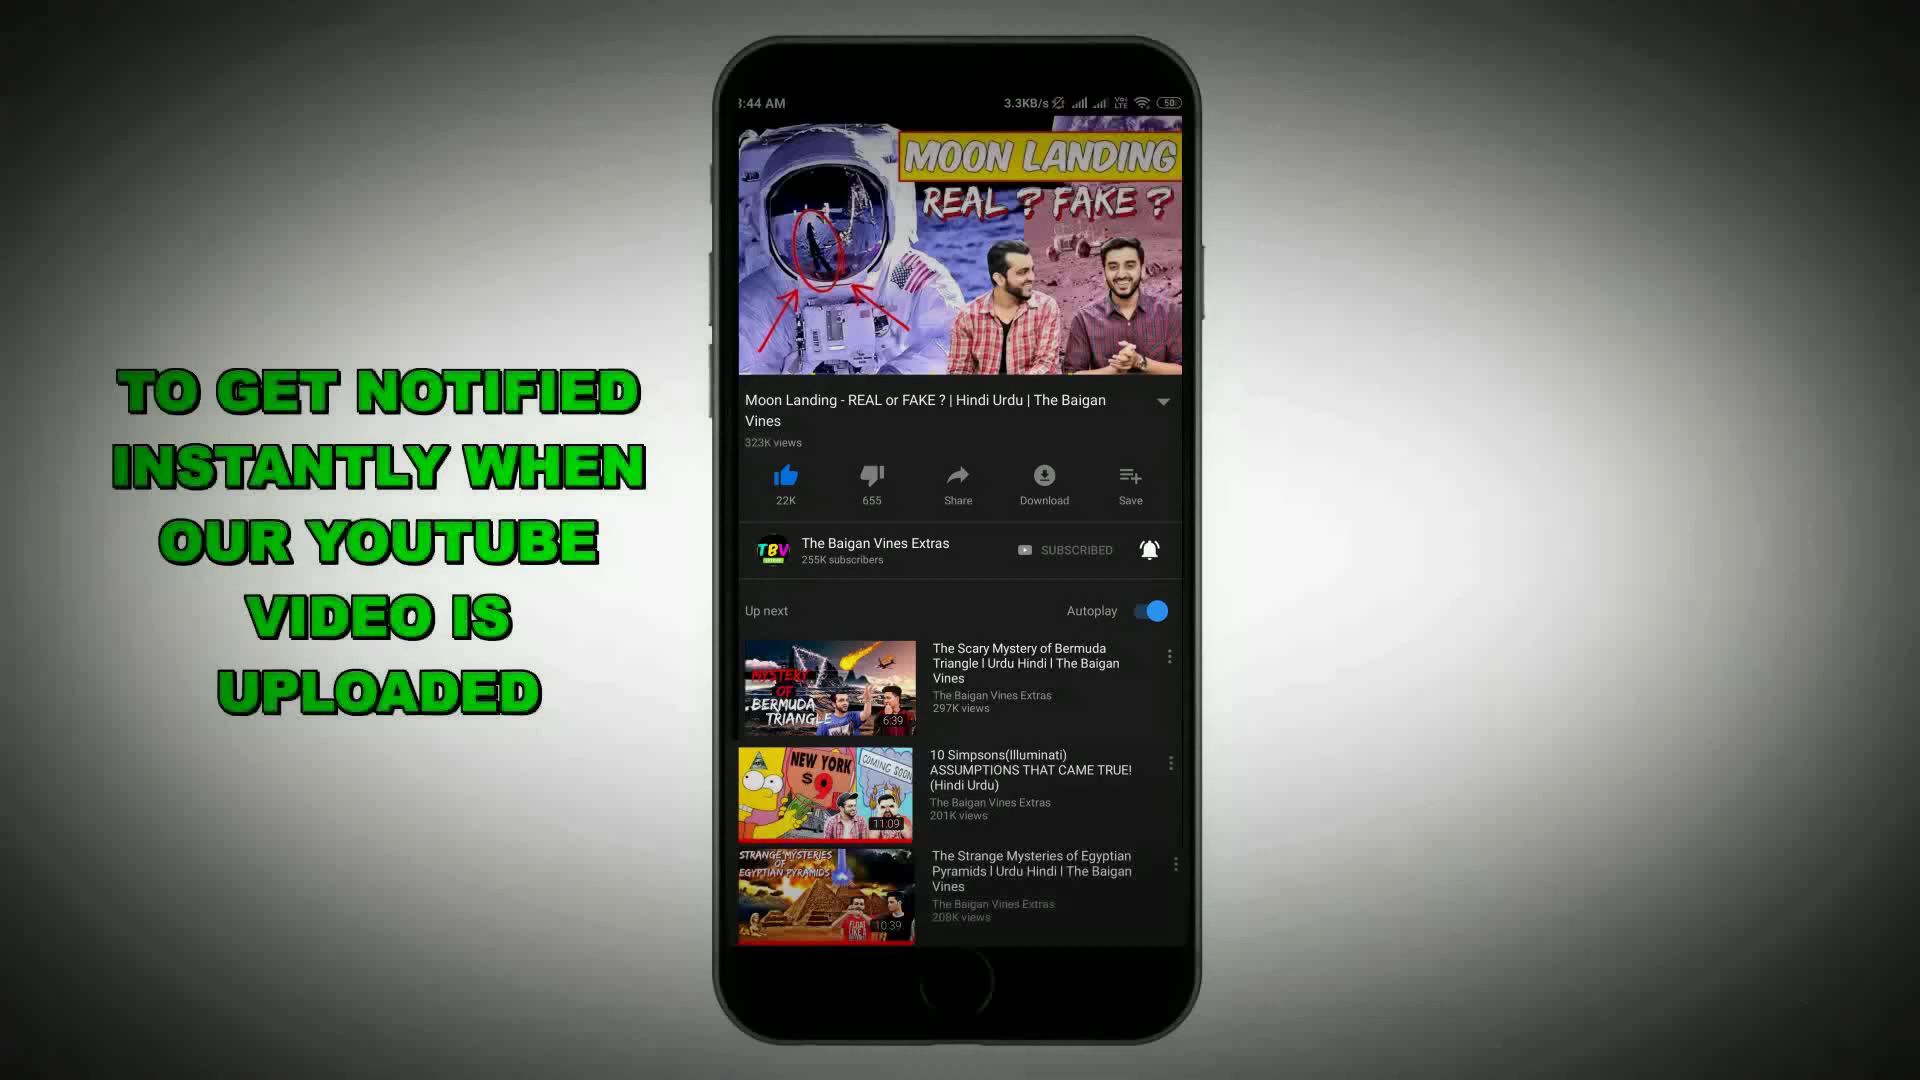 TO GET NOTIFIED
INSTANTLY WHEN
OUR YOUTUBE
VIDEO IS
UPLOADED
:44 AM
3.3KB/s
Vo)
LTE
50
MOON LANDING
REAL ? FAKE ?
Moon Landing - REAL or FAKE ? | Hindi Urdu | The Baigan
Vines
323K views
22K
655
Share
Download
Save
TBV
The Baigan Vines Extras
255K subscribers
SUBSCRIBED
Up next
Autoplay
MYSTERY
OF
BERMUDA
TRIANGLE
6:39
The Scary Mystery of Bermuda
Triangle l Urdu Hindi l The Baigan
Vines
The Baigan Vines Extras
297K views
NEW YORK
$9
COMING SOON
11:09
10 Simpsons(Illuminati)
ASSUMPTIONS THAT CAME TRUE!
(Hindi Urdu)
The Baigan Vines Extras
201K views
STRANGE MYSTERIES
OF
EGYPTIAN PYRAMIDS
10:39
The Strange Mysteries of Egyptian
Pyramids l Urdu Hindi l The Baigan
Vines
The Baigan Vines Extras
208K views